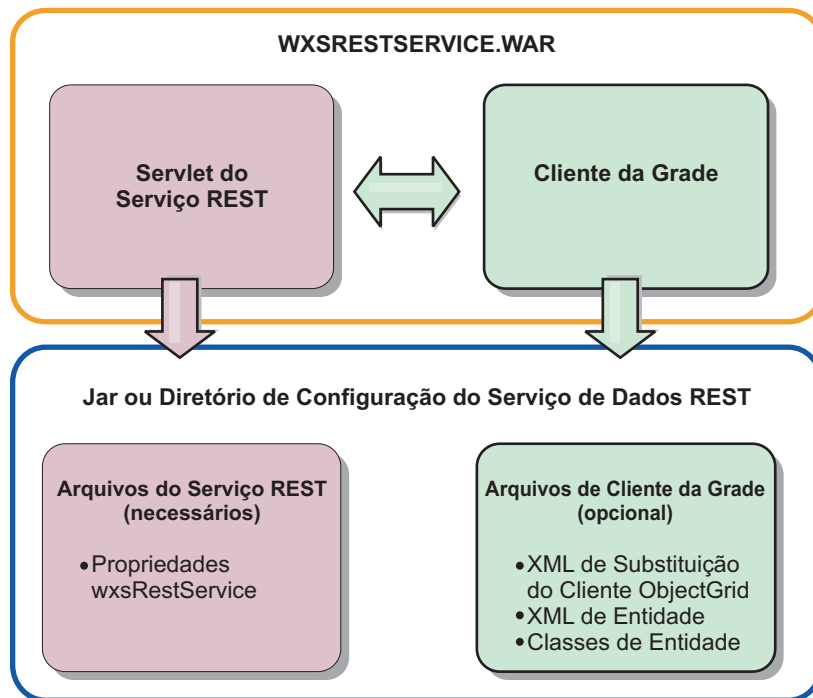 WXSRESTSERVICE.WAR
Servlet do
Serviço REST
Cliente da Grade
Jar ou Diretório de Configuração do Serviço de Dados REST
Arquivos do Serviço REST
(necessários)
• Propriedades
wxsRestService
Arquivos de Cliente da Grade
(opcional)
• XML de Substituição
do Cliente ObjectGrid
• XML de Entidade
• Classes de Entidade